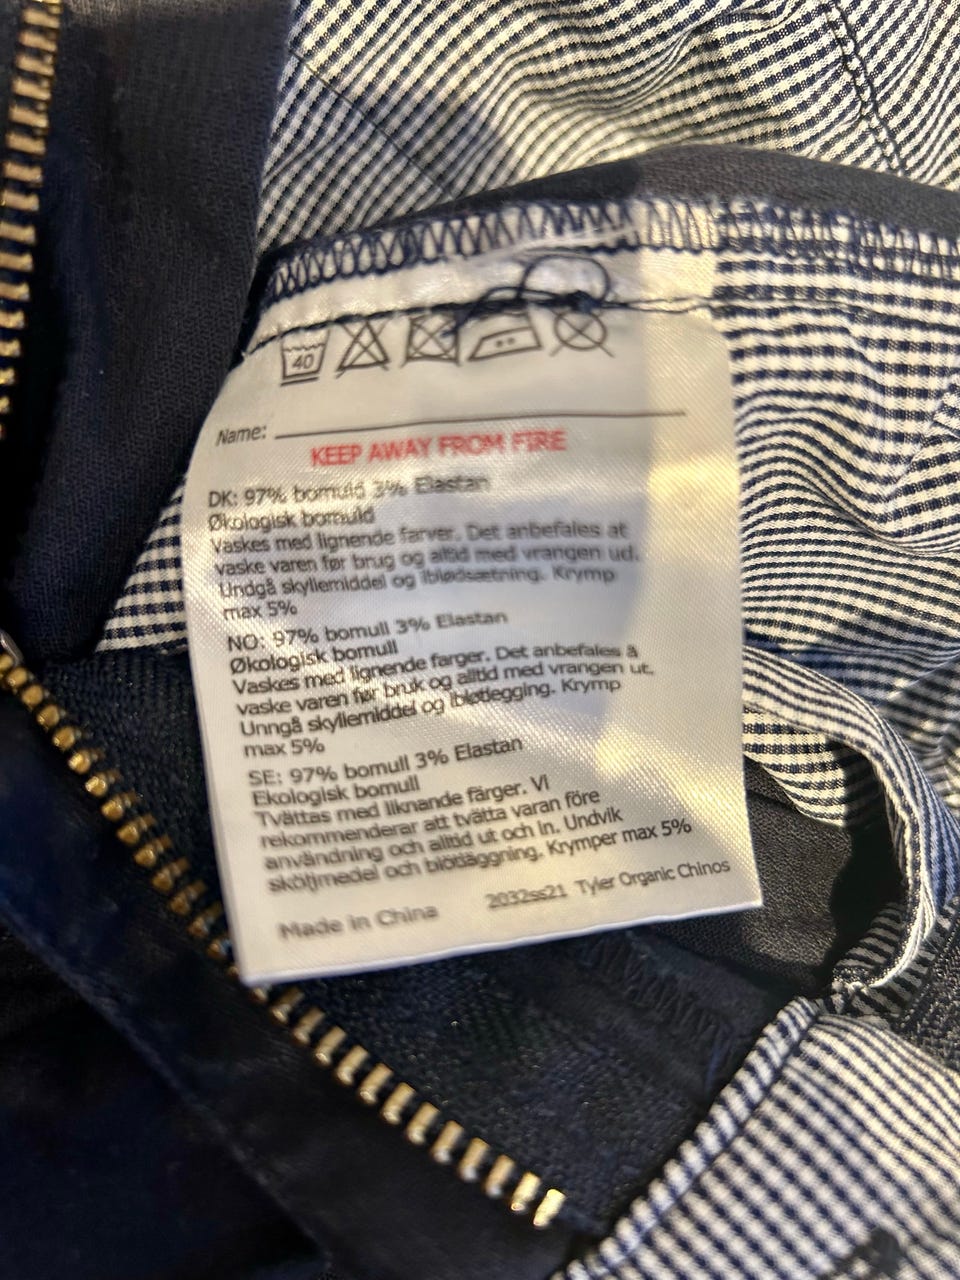 40
Name:
KEEP AWAY FROM FIRE
DK: 97% bomuld 3% Elastan
Økologisk bomuld
Vaskes med lignende farver. Det anbefales at
vaske varen før brug og altid med vrangen ud.
Undgå skyllemiddel og iblødsætning. Krymp
max 5%
NO: 97% bomull 3% Elastan
Økologisk bomull
Vaskes med lignende farger. Det anbefales å
vaske varen før bruk og altid med vrangen ut.
Unngå skyllemiddel og ibløtlegging. Krymp
max 5%
SE: 97% bomull 3% Elastan
Ekologisk bomull
Tvättas med liknande färger. Vi
rekommenderar att tvätta varan före
användning och alltid ut och in. Undvik
sköljmedel och blötläggning. Krymper max 5%
2032ss21 Tyler Organic Chinos
Made in China